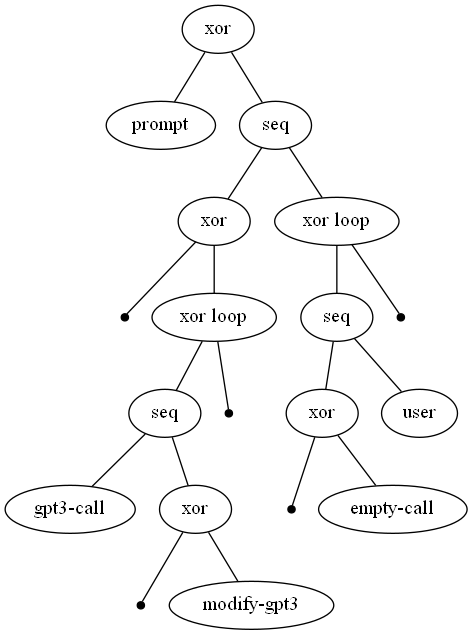 xor
prompt
seq
xor
xor loop
xor loop
seq
seq
xor
user
gpt3-call
xor
empty-call
modify-gpt3